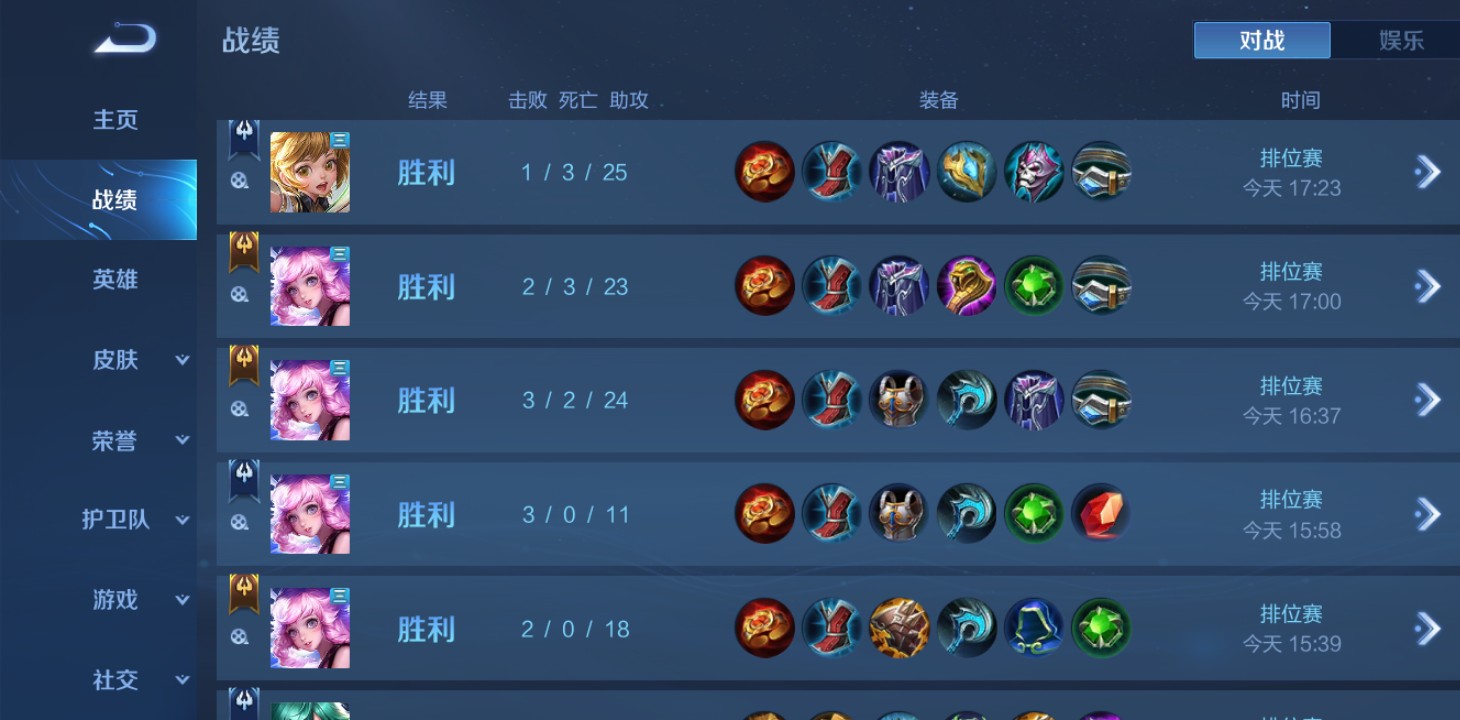 战绩
对战
娱乐
结果
击败 死亡 助攻
装备
时间
主页
战绩
英雄
皮肤
荣誉
护卫队
游戏
社交
三
胜利
1 / 3 / 25
排位赛
今天 17:23
三
胜利
2 / 3 / 23
排位赛
今天 17:00
三
胜利
3 / 2 / 24
排位赛
今天 16:37
三
胜利
3 / 0 / 11
排位赛
今天 15:58
三
胜利
2 / 0 / 18
排位赛
今天 15:39